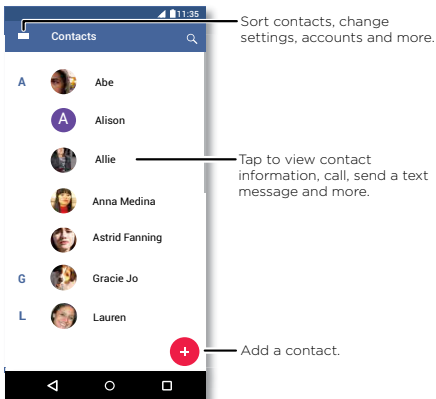 11:35
Contacts
Sort contacts, change
settings, accounts and more.
A
Abe
A
Alison
Allie
Tap to view contact
information, call, send a text
message and more.
Anna Medina
Astrid Fanning
G
Gracie Jo
L
Lauren
+
Add a contact.